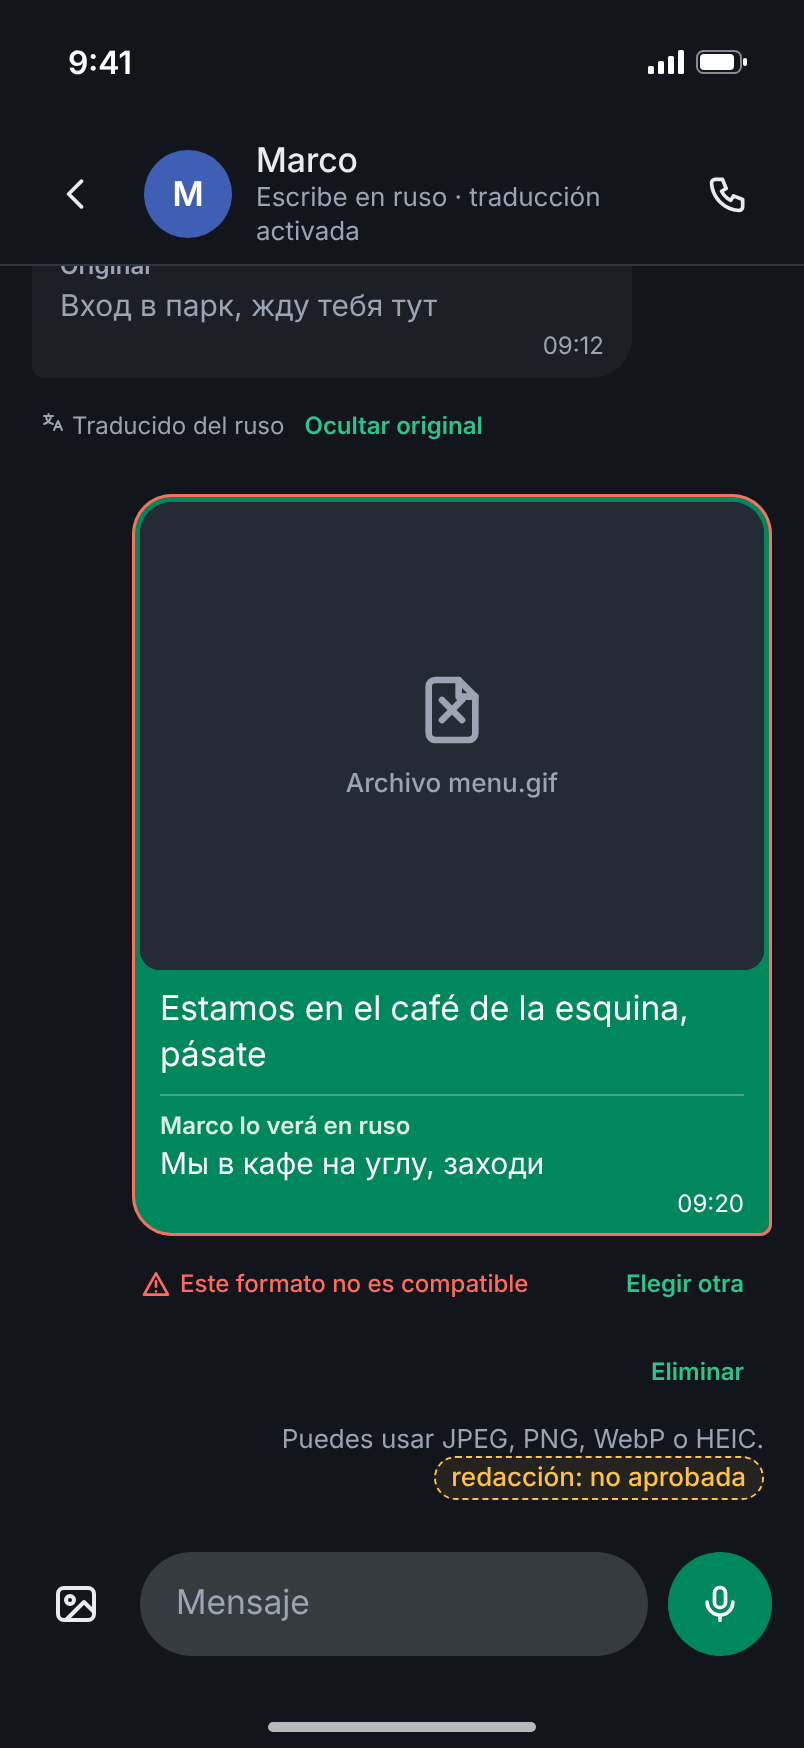 9:41
M
Marco
Escribe en ruso · traducción
activada
Original
Вход в парк, жду тебя тут
09:12
Traducido del ruso Ocultar original
Archivo menu.gif
Estamos en el café de la esquina,
pásate
Marco lo verá en ruso
Мы в кафе на углу, заходи
09:20
Este formato no es compatible Elegir otra
Eliminar
Puedes usar JPEG, PNG, WebP o HEIC.
redacción: no aprobada
Mensaje